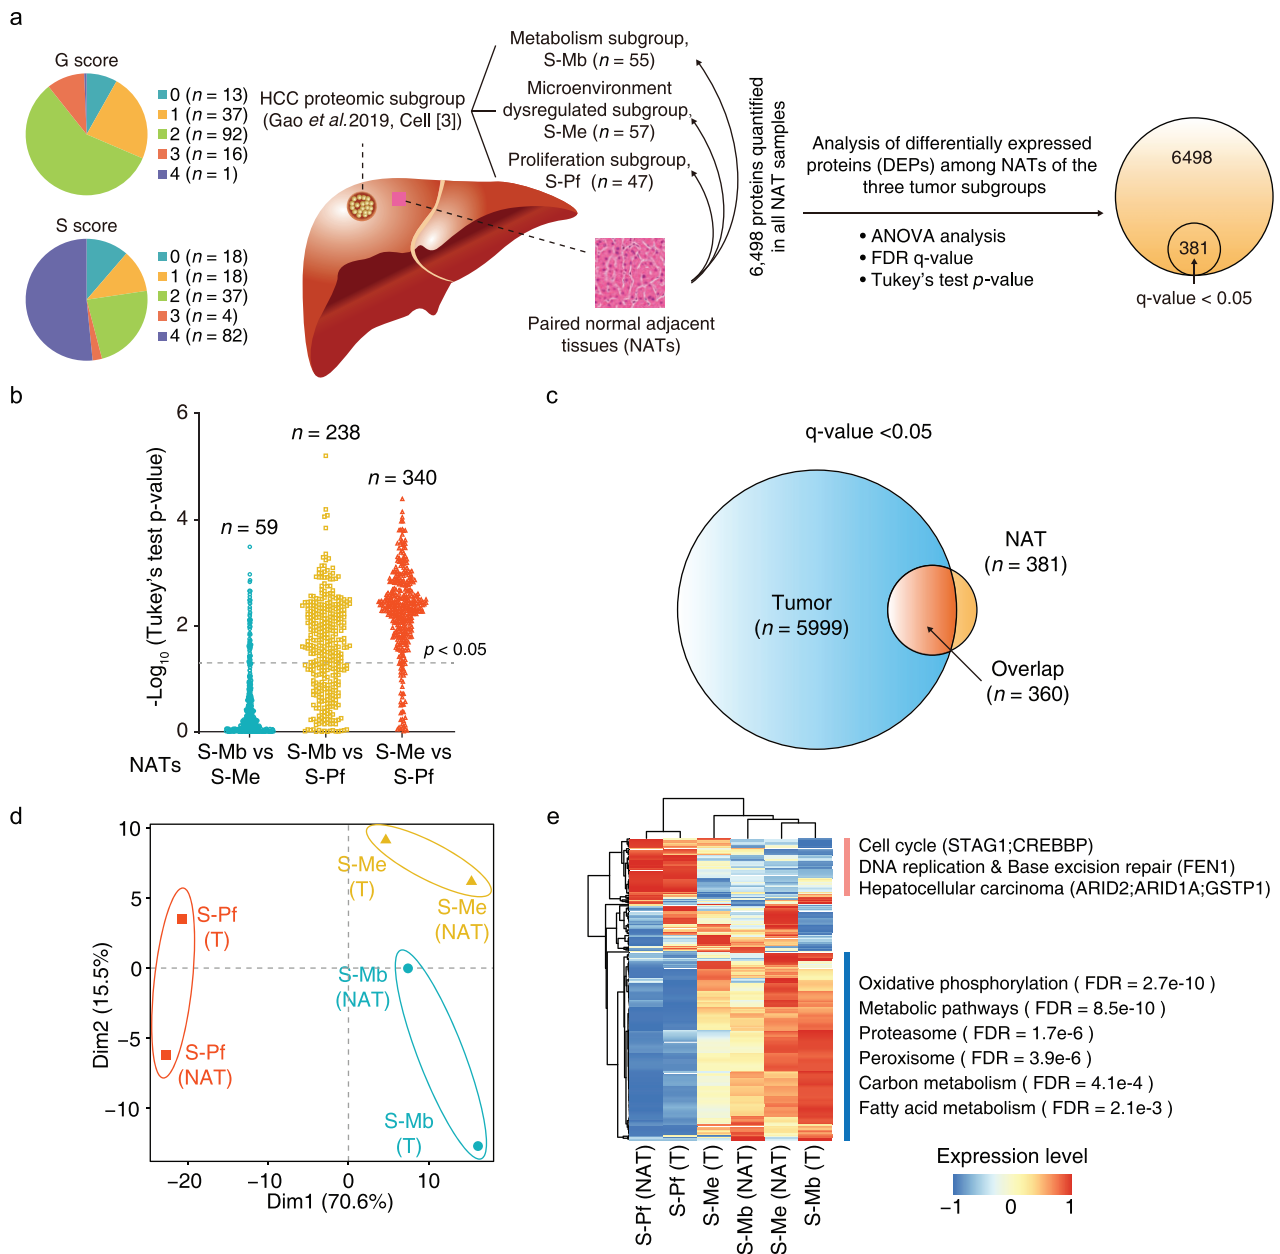 a
G score
0 (n = 13)
1 (n = 37)
2 (n = 92)
3 (n = 16)
4 (n = 1)
S score
0 (n = 18)
1 (n = 18)
2 (n = 37)
3 (n = 4)
4 (n = 82)
HCC proteomic subgroup
(Gao et al.2019, Cell [3])
Metabolism subgroup,
S-Mb (n = 55)
Microenvironment
dysregulated subgroup,
S-Me (n = 57)
Proliferation subgroup,
S-Pf (n = 47)
Paired normal adjacent
tissues (NATs)
6,498 proteins quantified
in all NAT samples
Analysis of differentially expressed
proteins (DEPs) among NATs of the
three tumor subgroups
• ANOVA analysis
• FDR q-value
• Tukey's test p-value
6498
381
q-value < 0.05
b
-Log10 (Tukey's test p-value)
6
4
2
0
n = 59
n = 238
n = 340
p < 0.05
NATs
S-Mb vs
S-Me
S-Mb vs
S-Pf
S-Me vs
S-Pf
c
q-value <0.05
Tumor
(n = 5999)
NAT
(n = 381)
Overlap
(n = 360)
d
Dim2 (15.5%)
10
5
0
−5
−10
S-Me
(T)
S-Me
(NAT)
S-Pf
(T)
S-Pf
(NAT)
S-Mb
(NAT)
S-Mb
(T)
−20
−10
0
10
Dim1 (70.6%)
e
Cell cycle (STAG1;CREBBP)
DNA replication & Base excision repair (FEN1)
Hepatocellular carcinoma (ARID2;ARID1A;GSTP1)
Oxidative phosphorylation ( FDR = 2.7e-10 )
Metabolic pathways ( FDR = 8.5e-10 )
Proteasome ( FDR = 1.7e-6 )
Peroxisome ( FDR = 3.9e-6 )
Carbon metabolism ( FDR = 4.1e-4 )
Fatty acid metabolism ( FDR = 2.1e-3 )
S-Pf (NAT)
S-Pf (T)
S-Me (T)
S-Mb (NAT)
S-Me (NAT)
S-Mb (T)
Expression level
−1
0
1